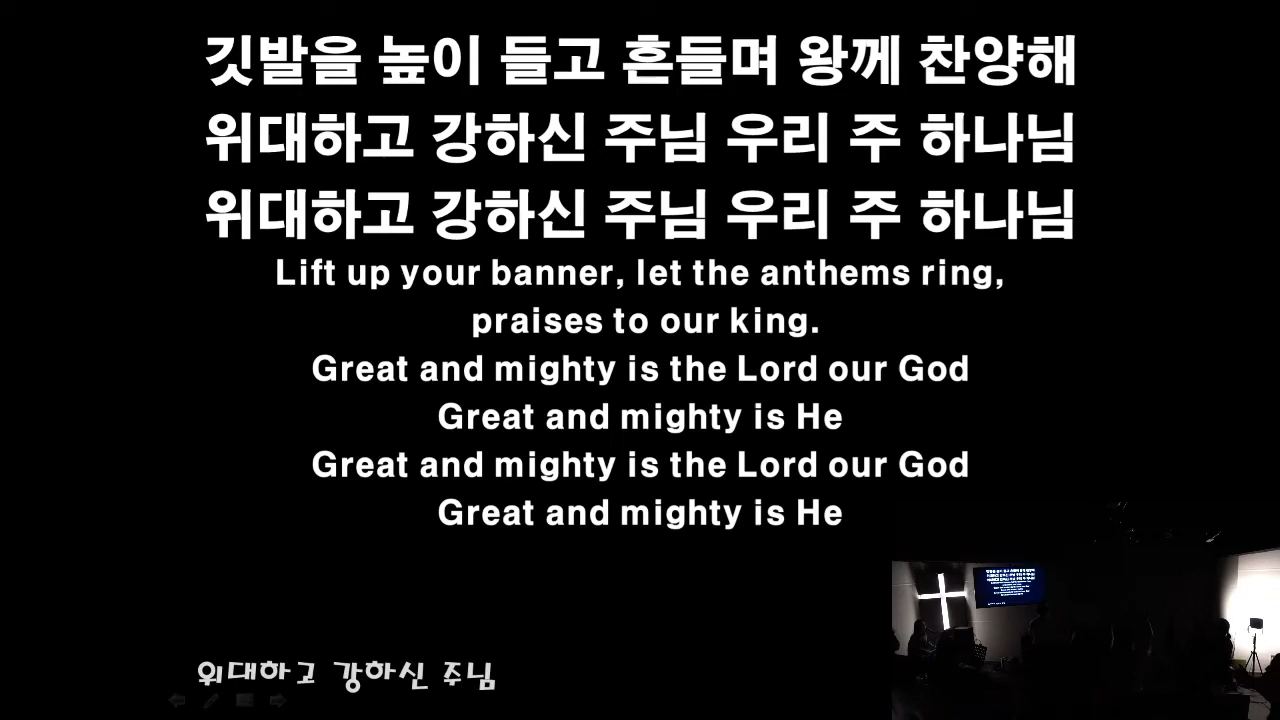 깃발을 높이 들고 흔들며 왕께 찬양해
위대하고 강하신 주님 우리 주 하나님
위대하고 강하신 주님 우리 주 하나님
Lift up your banner, let the anthems ring,
praises to our king.
Great and mighty is the Lord our God
Great and mighty is He
Great and mighty is the Lord our God
Great and mighty is He
위대하고 강하신 주님